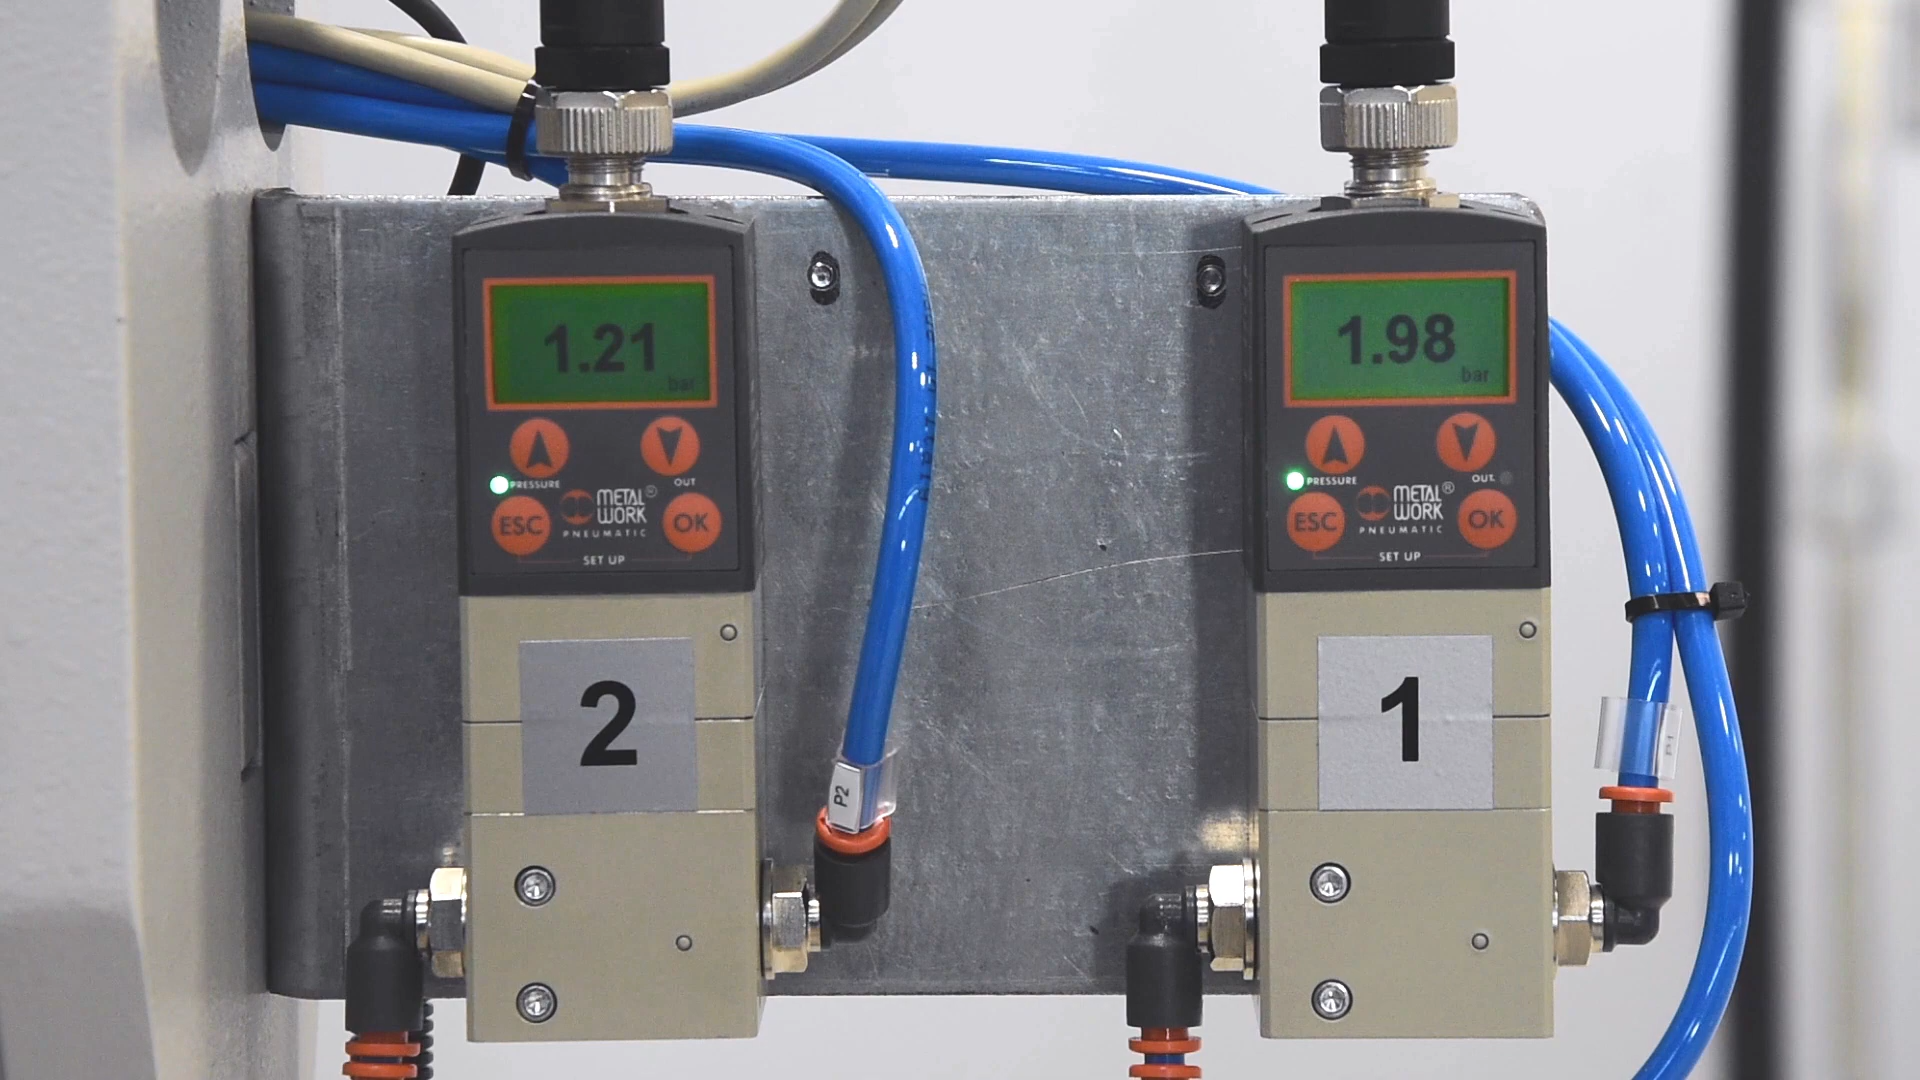 1.21
bar
PRESSURE
OUT
ESC
METAL®
WORK
PNEUMATIC
OK
SET UP
2
P2
1.98
bar
PRESSURE
OUT
ESC
METAL®
WORK
PNEUMATIC
OK
SET UP
1
P1